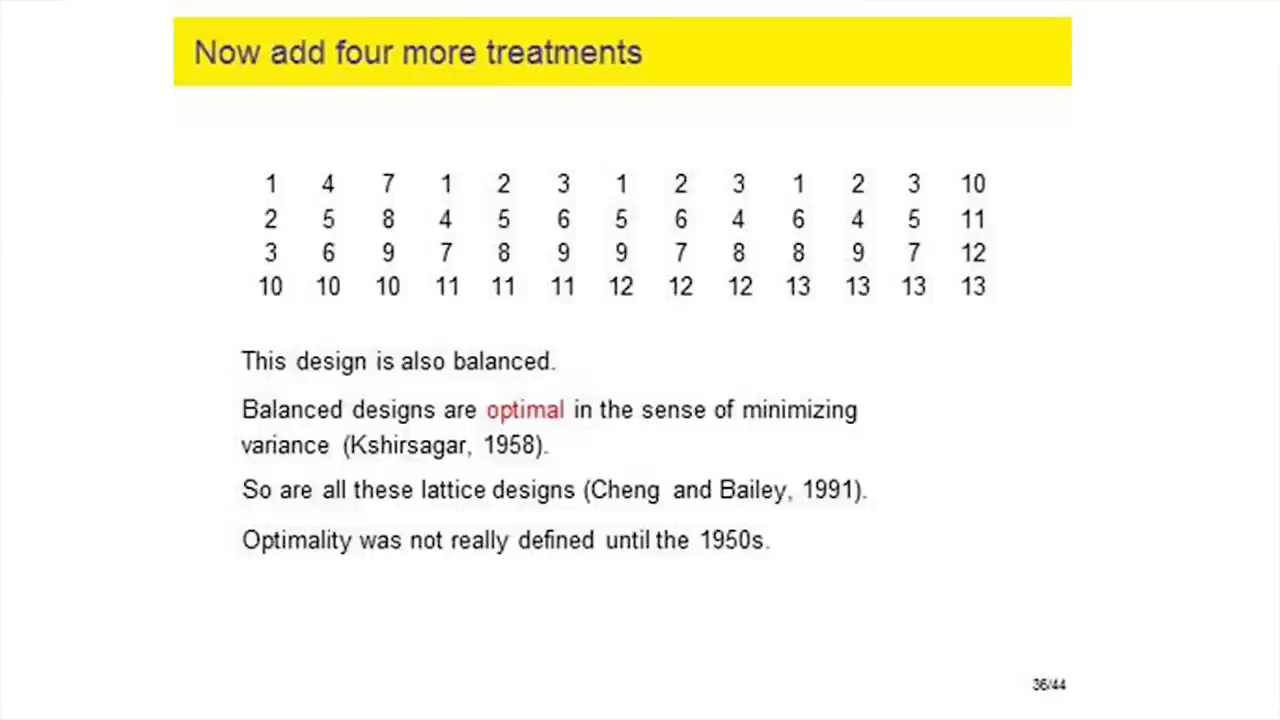 Now add four more treatments
1 4 7 1 2 3 1 2 3 1 2 3 10
2 5 8 4 5 6 5 6 4 6 4 5 11
3 6 9 7 8 9 9 7 8 8 9 7 12
10 10 10 11 11 11 12 12 12 13 13 13 13
This design is also balanced.
Balanced designs are optimal in the sense of minimizing
variance (Kshirsagar, 1958).
So are all these lattice designs (Cheng and Bailey, 1991).
Optimality was not really defined until the 1950s.
36/44